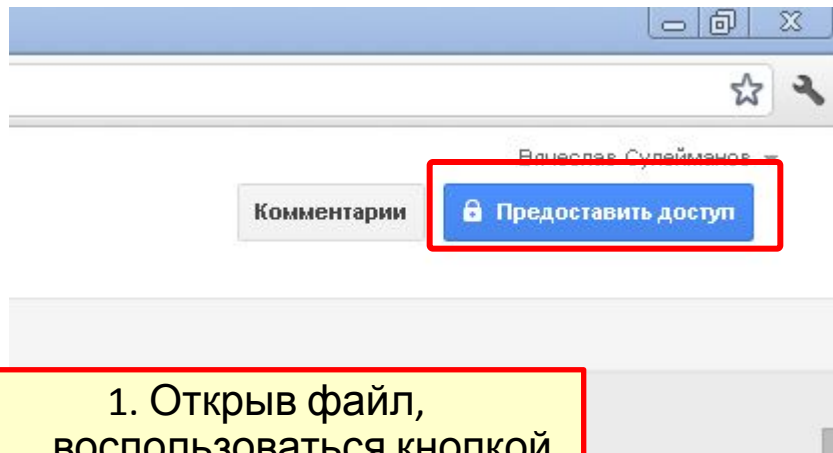 Вячеслав Сулейманов
Комментарии
Предоставить доступ
1. Открыв файл,
воспользоваться кнопкой